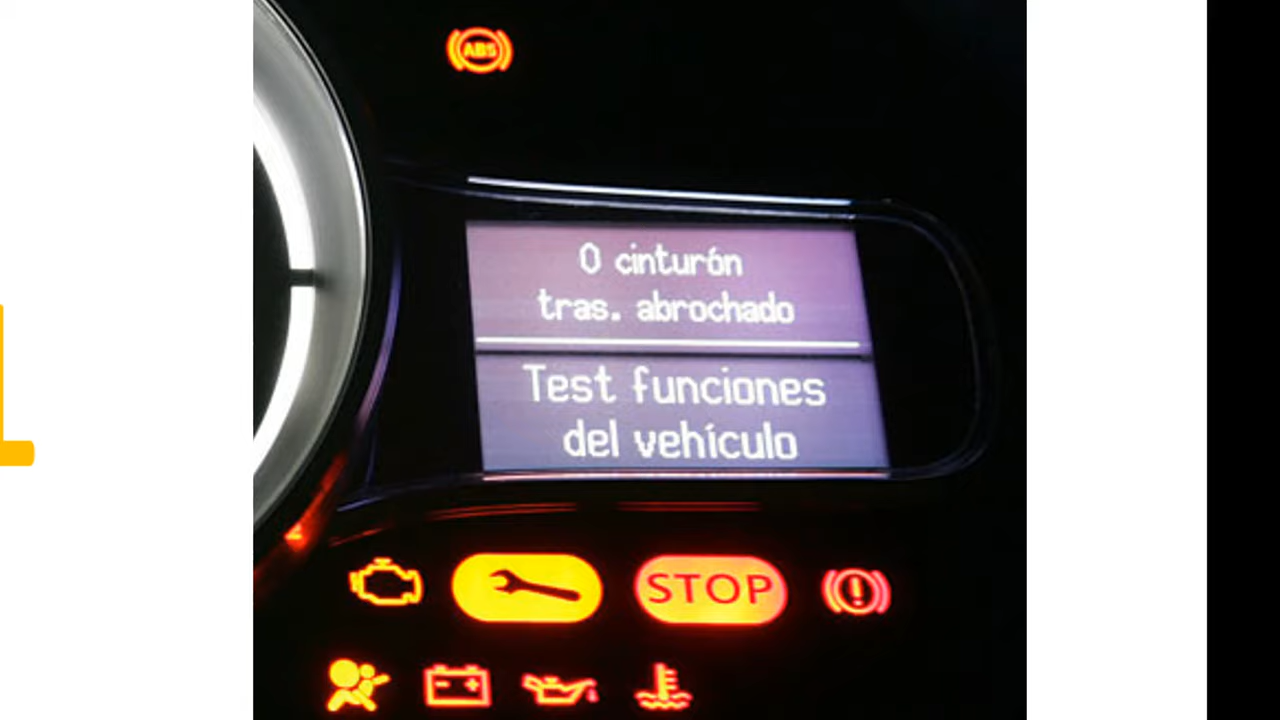 ABS
0 cinturón
tras. abrochado
Test funciones
del vehículo
STOP